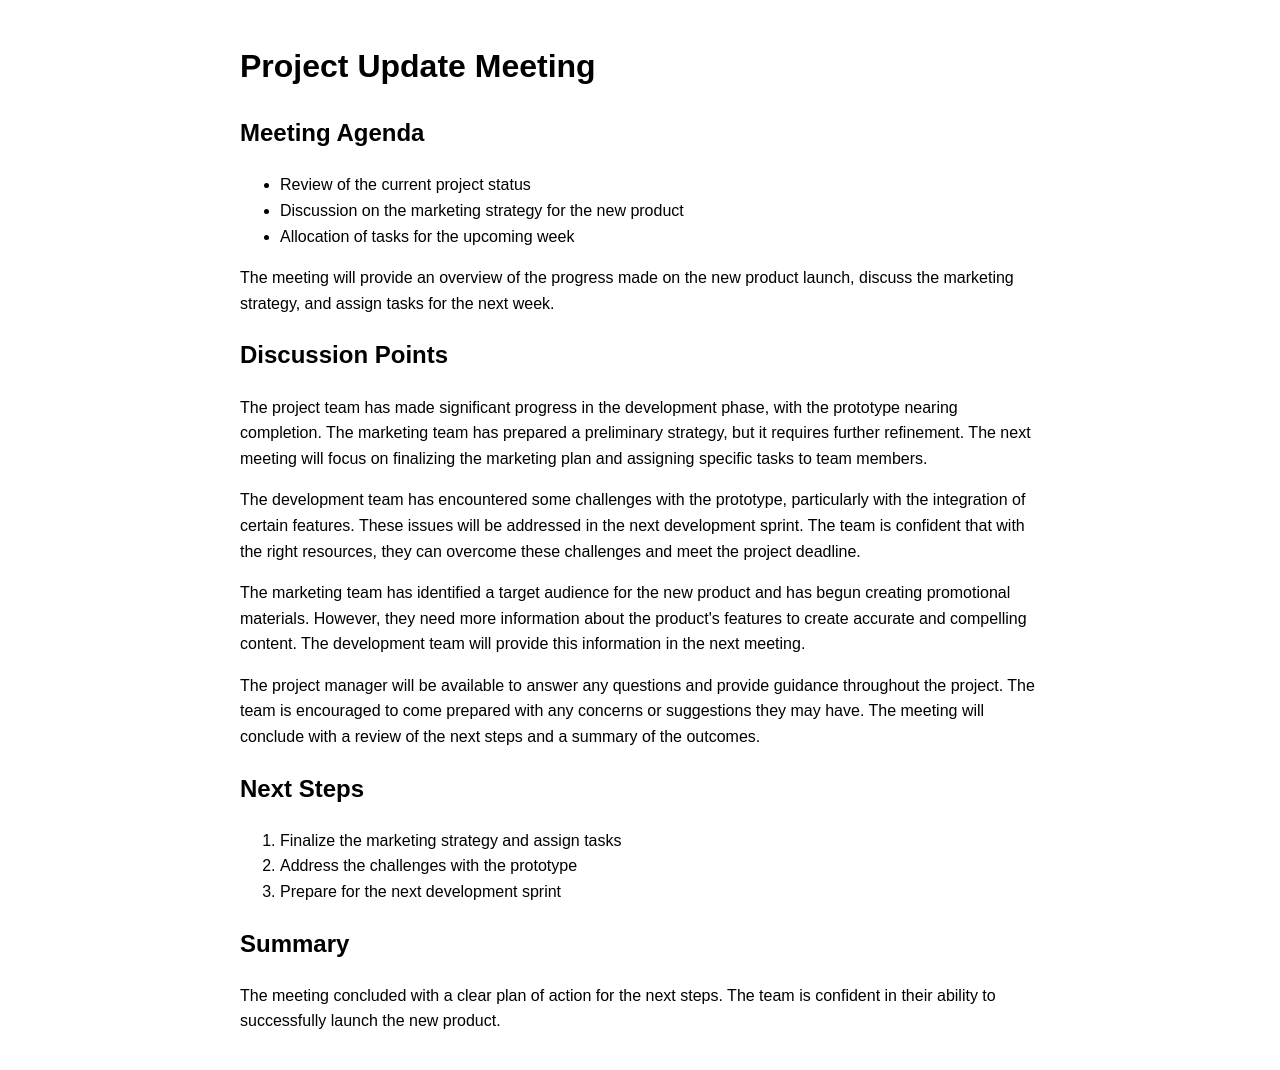 Project Update Meeting
Meeting Agenda
• Review of the current project status
• Discussion on the marketing strategy for the new product
• Allocation of tasks for the upcoming week
The meeting will provide an overview of the progress made on the new product launch, discuss the marketing
strategy, and assign tasks for the next week.
Discussion Points
The project team has made significant progress in the development phase, with the prototype nearing
completion. The marketing team has prepared a preliminary strategy, but it requires further refinement. The next
meeting will focus on finalizing the marketing plan and assigning specific tasks to team members.
The development team has encountered some challenges with the prototype, particularly with the integration of
certain features. These issues will be addressed in the next development sprint. The team is confident that with
the right resources, they can overcome these challenges and meet the project deadline.
The marketing team has identified a target audience for the new product and has begun creating promotional
materials. However, they need more information about the product's features to create accurate and compelling
content. The development team will provide this information in the next meeting.
The project manager will be available to answer any questions and provide guidance throughout the project. The
team is encouraged to come prepared with any concerns or suggestions they may have. The meeting will
conclude with a review of the next steps and a summary of the outcomes.
Next Steps
1. Finalize the marketing strategy and assign tasks
2. Address the challenges with the prototype
3. Prepare for the next development sprint
Summary
The meeting concluded with a clear plan of action for the next steps. The team is confident in their ability to
successfully launch the new product.